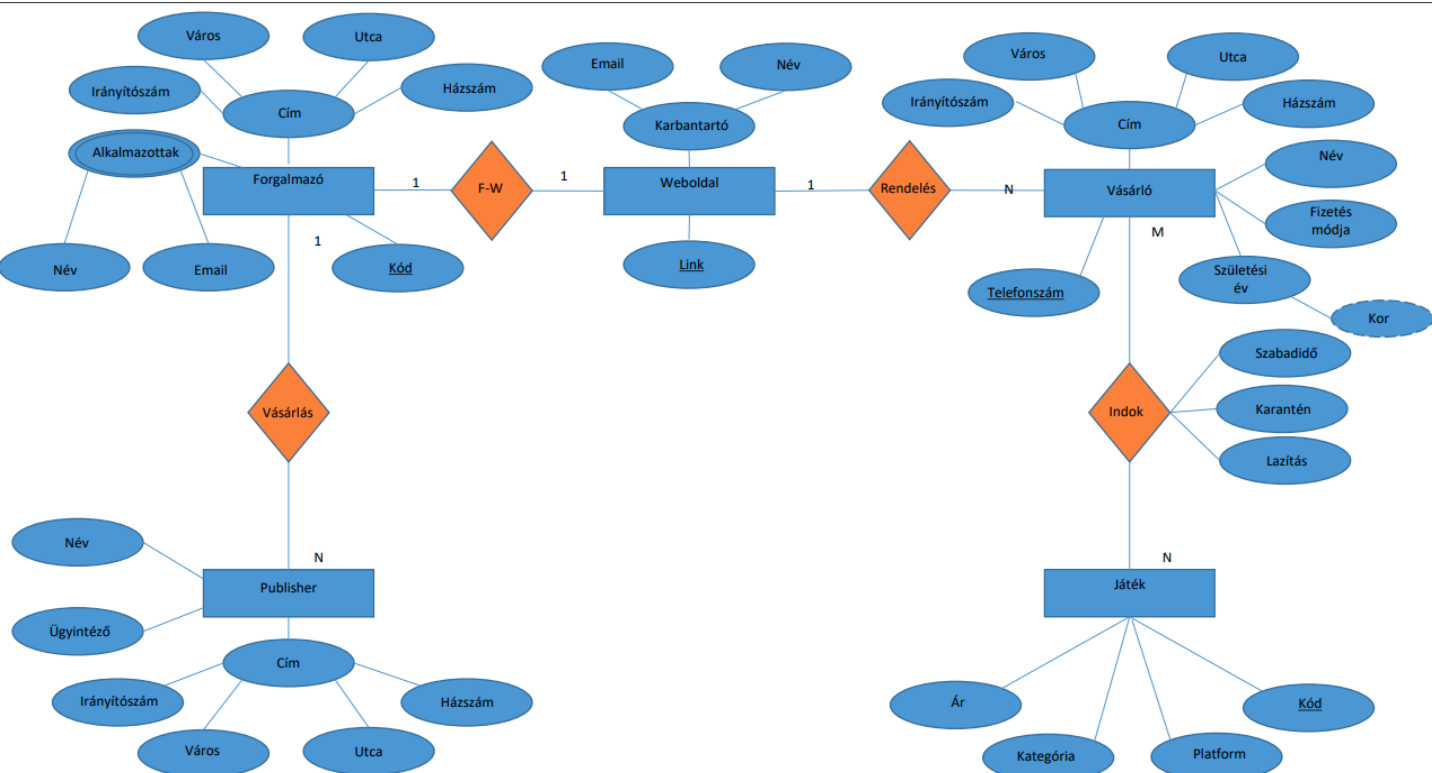 Város
Utca
Irányítószám
Házszám
Cím
Alkalmazottak
Forgalmazó
Név
Email
Kód
1
F-W
1
Email
Név
Karbantartó
Weboldal
Link
1
Rendelés
N
Város
Utca
Irányítószám
Házszám
Cím
Vásárló
Név
Fizetés
módja
Születési
év
Kor
Telefonszám
M
1
Vásárlás
N
Szabadidő
Karantén
Lazítás
Indok
N
Név
Publisher
Ügyintéző
Cím
Irányítószám
Házszám
Város
Utca
Játék
Ár
Kód
Kategória
Platform